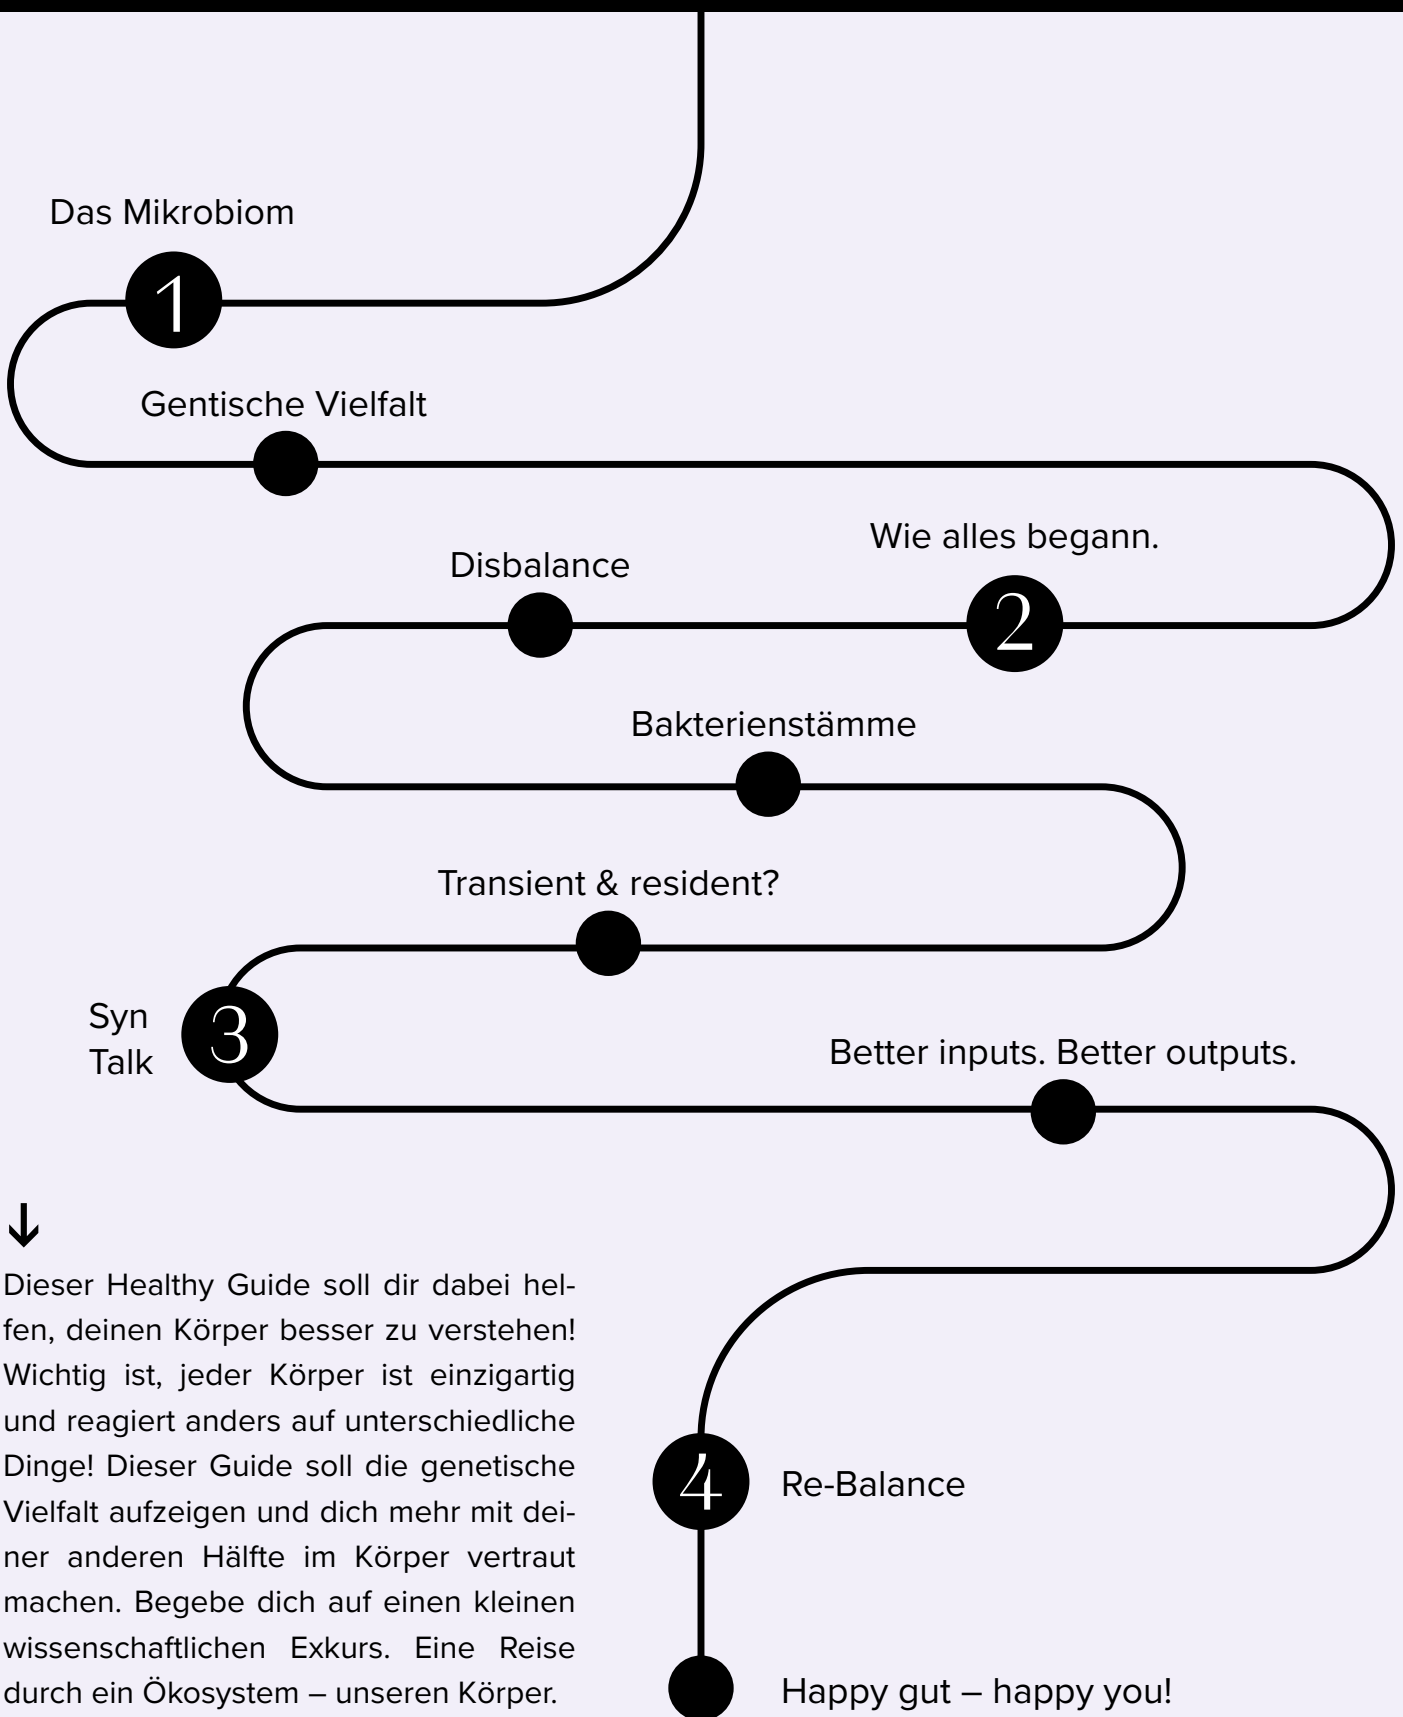 Das Mikrobiom
1
Gentische Vielfalt
Wie alles begann.
2
Disbalance
Bakterienstämme
Transient & resident?
Syn
Talk
3
Better inputs. Better outputs.
↓
Dieser Healthy Guide soll dir dabei hel-
fen, deinen Körper besser zu verstehen!
Wichtig ist, jeder Körper ist einzigartig
und reagiert anders auf unterschiedliche
Dinge! Dieser Guide soll die genetische
Vielfalt aufzeigen und dich mehr mit dei-
ner anderen Hälfte im Körper vertraut
machen. Begebe dich auf einen kleinen
wissenschaftlichen Exkurs. Eine Reise
durch ein Ökosystem – unseren Körper.
4
Re-Balance
Happy gut – happy you!